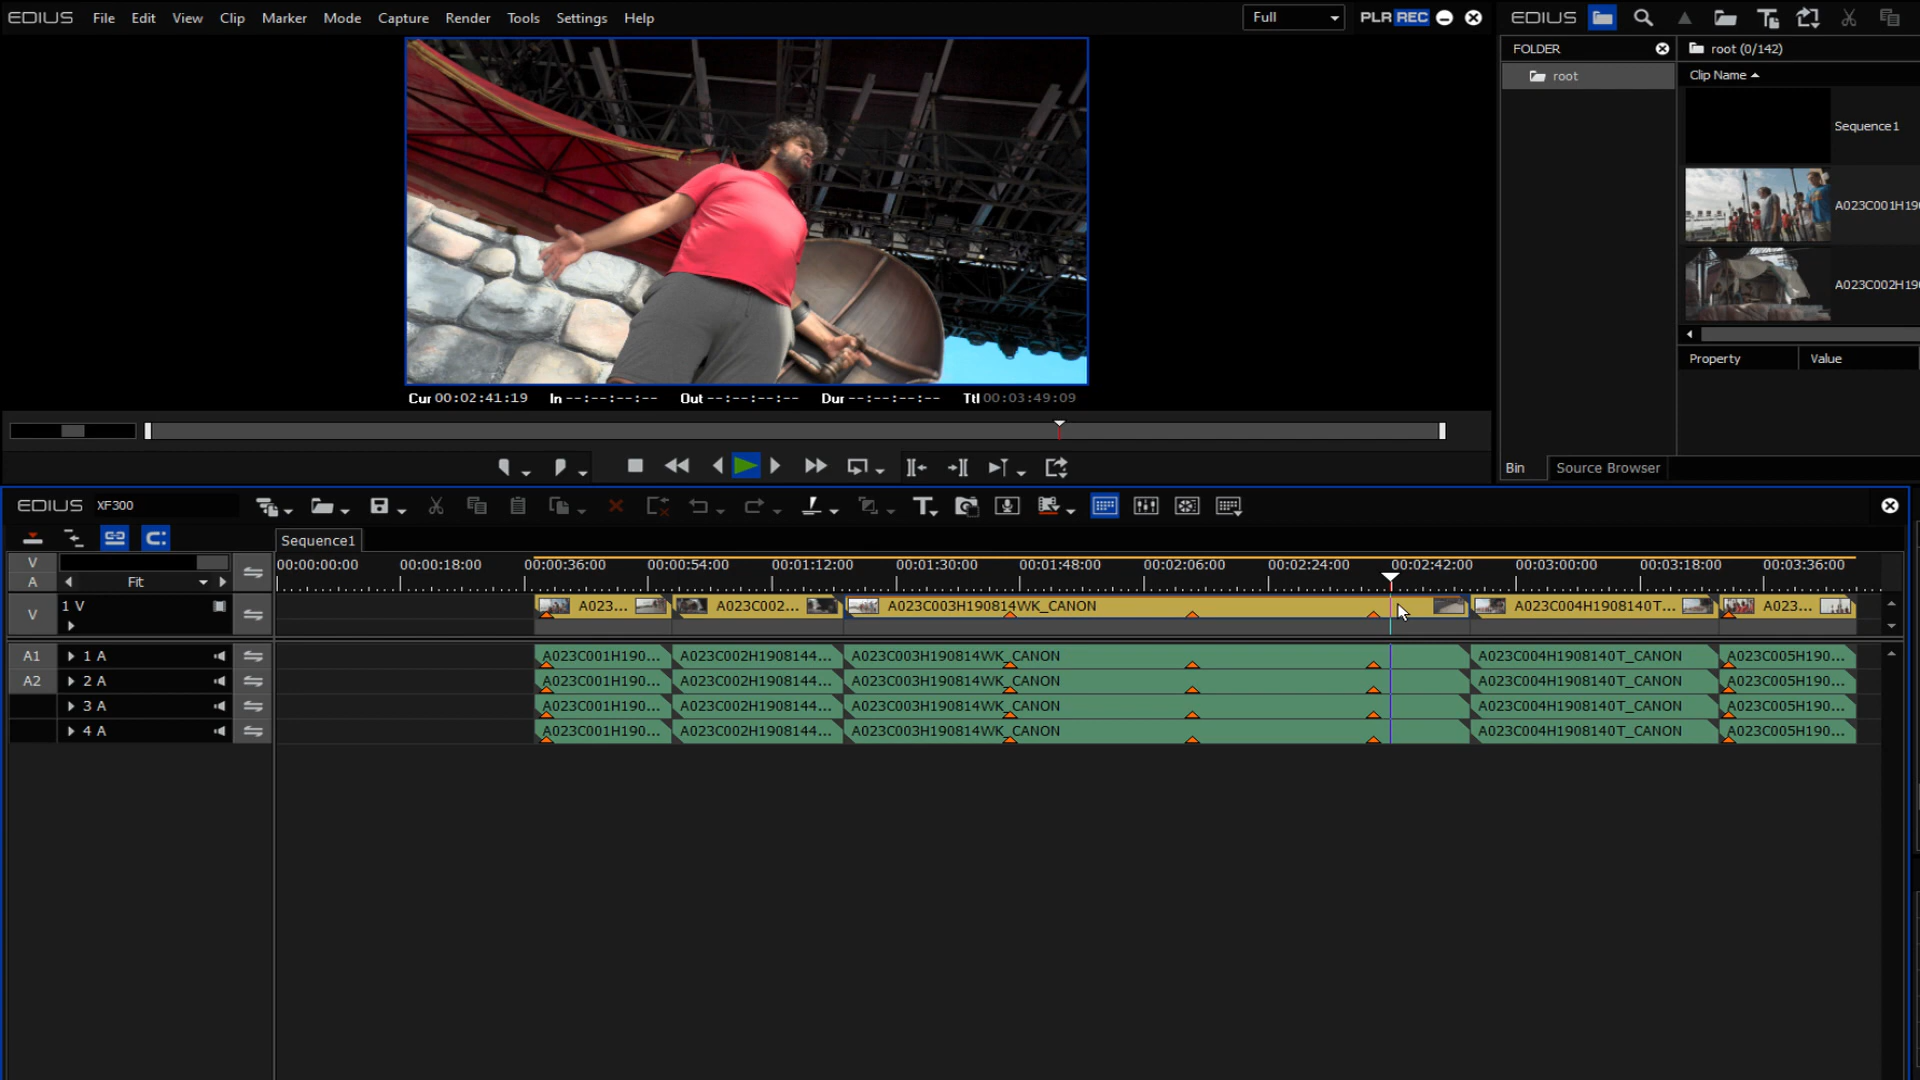 EDIUS File Edit View Clip Marker Mode Capture Render Tools Settings Help Full PLR REC EDIUS
FOLDER root (0/142)
root Clip Name
Sequence1
A023C001H19
A023C002H19
Property Value
Cur 00:02:41:19 In --:--:--:-- Out --:--:--:-- Dur --:--:--:-- Ttl 00:03:49:09
Bin Source Browser
EDIUS XF300
Sequence1
V 00:00:00:00 00:00:18:00 00:00:36:00 00:00:54:00 00:01:12:00 00:01:30:00 00:01:48:00 00:02:06:00 00:02:24:00 00:02:42:00 00:03:00:00 00:03:18:00 00:03:36:00
A Fit
V 1 V A023... A023C002... A023C003H190814WK_CANON A023C004H1908140T... A023...
A1 1 A A023C001H190... A023C002H1908144... A023C003H190814WK_CANON A023C004H1908140T_CANON A023C005H190...
A2 2 A A023C001H190... A023C002H1908144... A023C003H190814WK_CANON A023C004H1908140T_CANON A023C005H190...
3 A A023C001H190... A023C002H1908144... A023C003H190814WK_CANON A023C004H1908140T_CANON A023C005H190...
4 A A023C001H190... A023C002H1908144... A023C003H190814WK_CANON A023C004H1908140T_CANON A023C005H190...